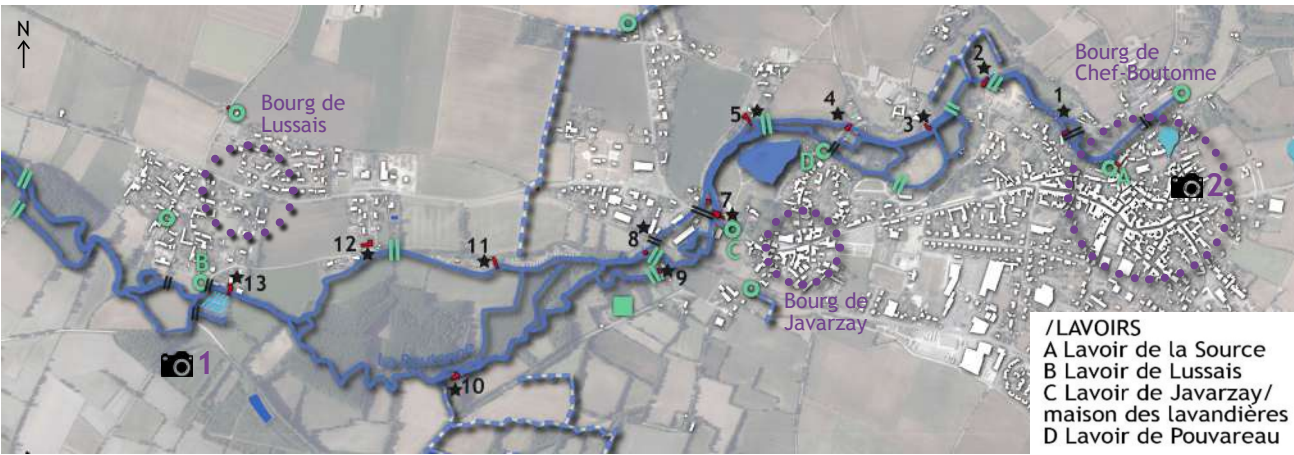 N
Bourg de
Lussais
Bourg de
Chef-Boutonne
2
1
5
4
3
D
A
2
7
8
C
12
11
9
B
13
Bourg de
Javarzay
1
10
/LAVOIRS
A Lavoir de la Source
B Lavoir de Lussais
C Lavoir de Javarzay/
maison des lavandières
D Lavoir de Pouvareau